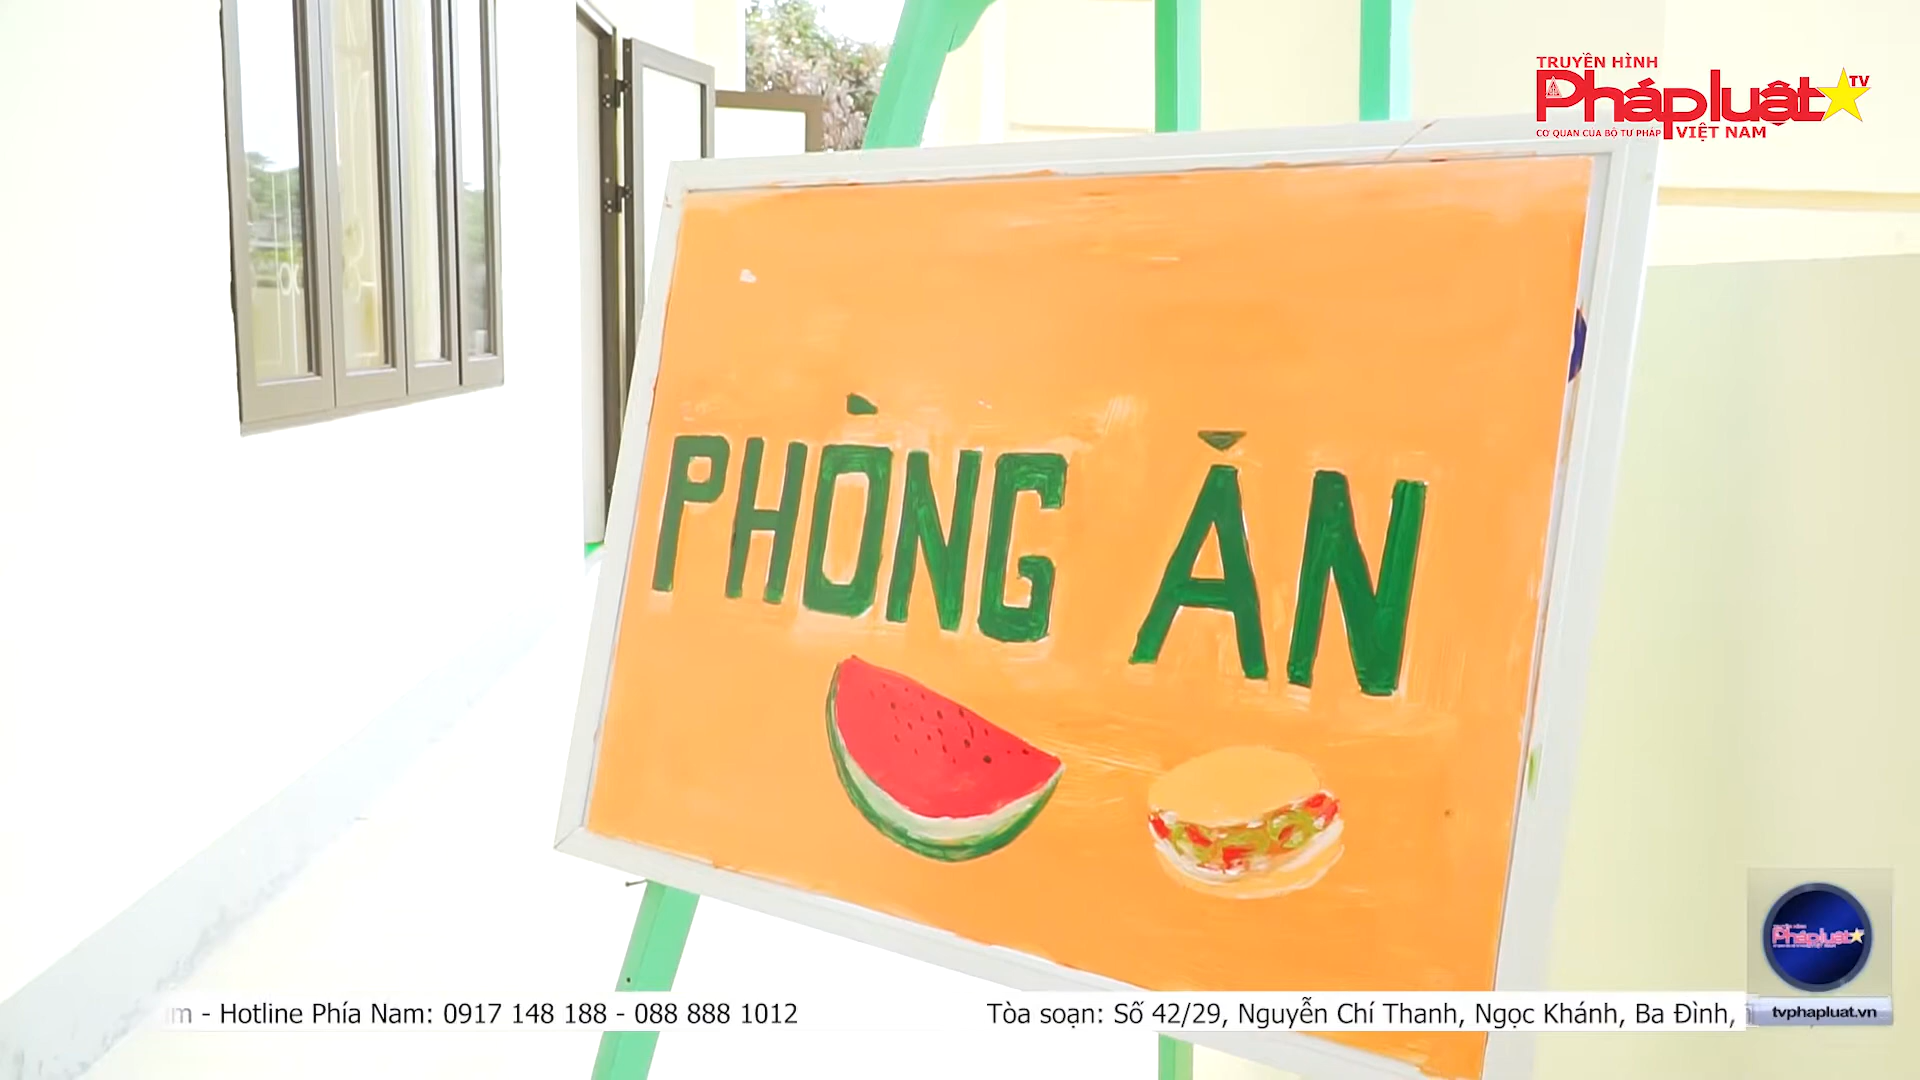 TRUYỀN HÌNH
Phápluật TV
CƠ QUAN CỦA BỘ TƯ PHÁP VIỆT NAM
PHÒNG ĂN
Phápluật
- Hotline Phía Nam: 0917 148 188 - 088 888 1012 Tòa soạn: Số 42/29, Nguyễn Chí Thanh, Ngọc Khánh, Ba Đình,
tvphapluat.vn